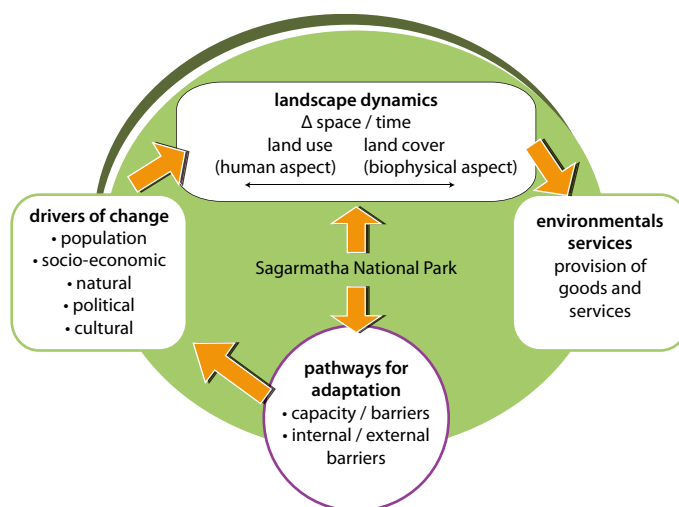 landscape dynamics
Δ space / time
land use land cover
(human aspect) (biophysical aspect)
drivers of change
• population
• socio-economic
• natural
• political
• cultural
environmentals
services
provision of
goods and
services
Sagarmatha National Park
pathways for
adaptation
• capacity / barriers
• internal / external
barriers